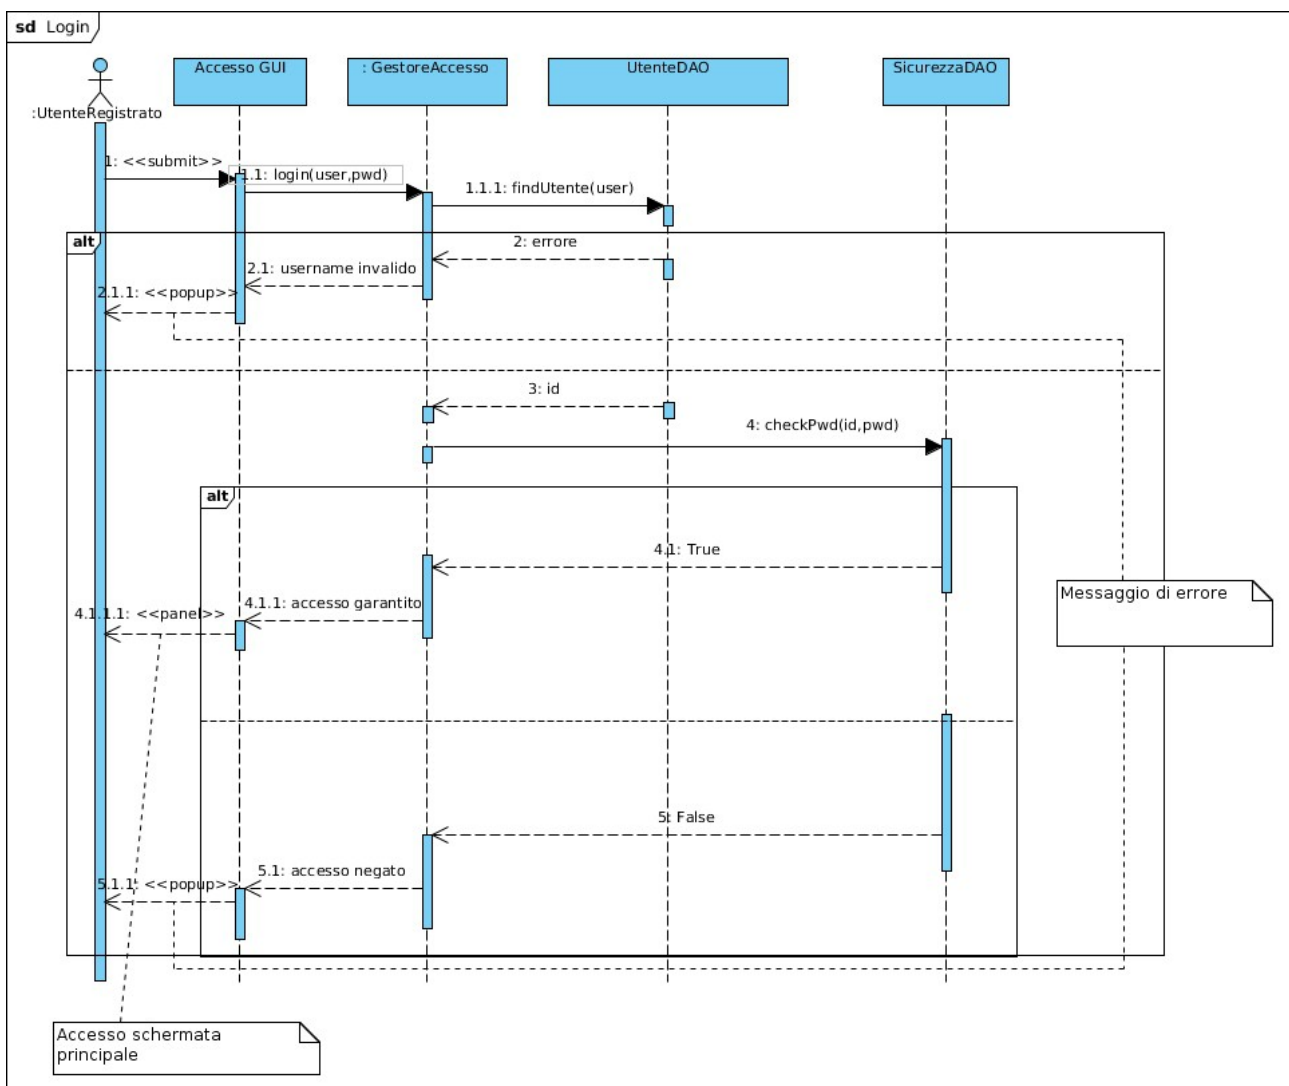 sd Login
Accesso GUI
: GestoreAccesso
UtenteDAO
SicurezzaDAO
:UtenteRegistrato
1: <<submit>>
1.1: login(user,pwd)
1.1.1: findUtente(user)
alt
2: errore
2.1: username invalido
2.1.1: <<popup>>
3: id
4: checkPwd(id,pwd)
alt
4.1: True
4.1.1: accesso garantito
4.1.1.1: <<panel>>
Messaggio di errore
5: False
5.1: accesso negato
5.1.1: <<popup>>
Accesso schermata
principale